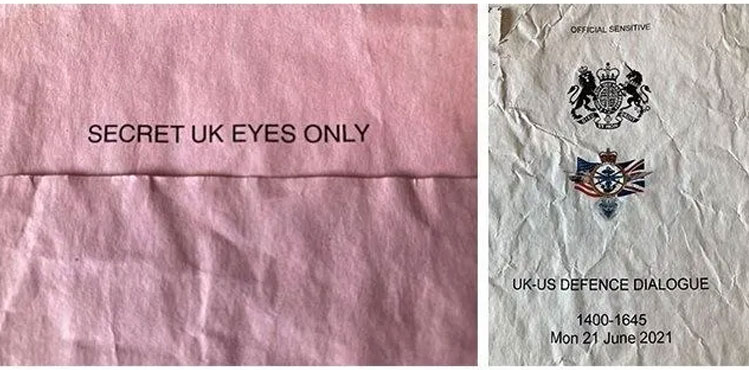 SECRET UK EYES ONLY
OFFICIAL SENSITIVE
UK-US DEFENCE DIALOGUE
1400-1645
Mon 21 June 2021